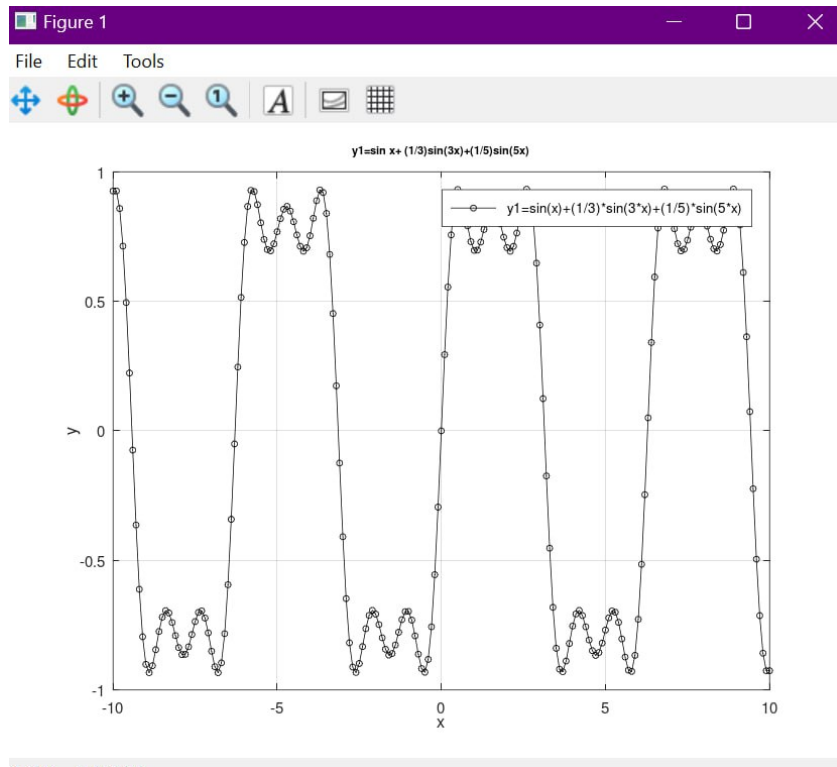 Figure 1
File Edit Tools
1 A
y1=sin x+ (1/3)sin(3x)+(1/5)sin(5x)
1
y1=sin(x)+(1/3)*sin(3*x)+(1/5)*sin(5*x)
0.5
y
0
-0.5
-1
-10 -5 0 5 10
x